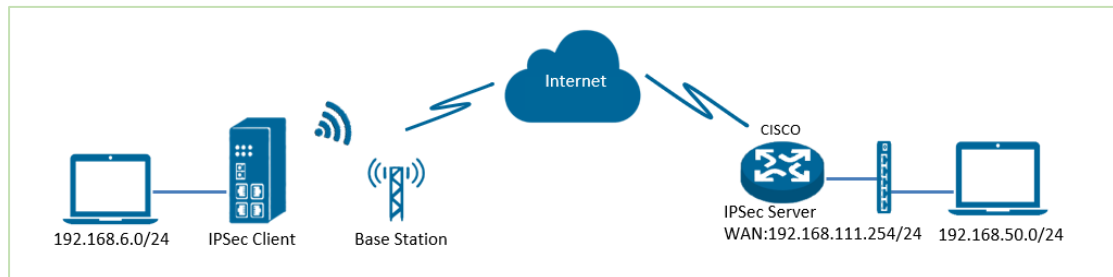 Internet
CISCO
IPSec Server
WAN:192.168.111.254/24
192.168.6.0/24
IPSec Client
Base Station
192.168.50.0/24